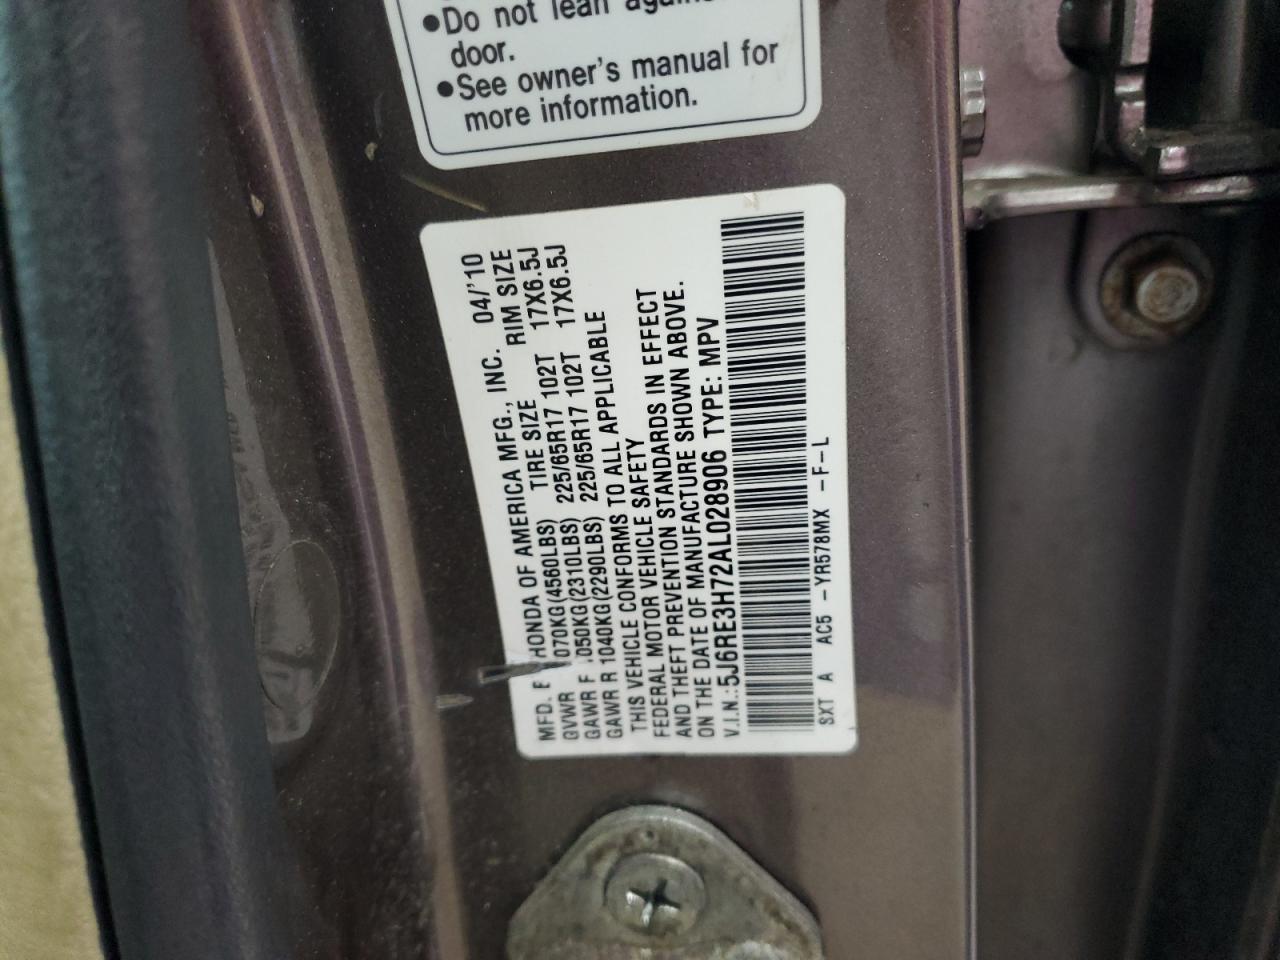 ●Do not lean
door.
●See owner's manual for
more information.
MFD. HONDA OF AMERICA MFG., INC. 04/'10
GVWR 070KG(4560LBS) TIRE SIZE RIM SIZE
GAWR F 050KG(2310LBS) 225/65R17 102T 17X6.5J
GAWR R 1040KG(2290LBS) 225/65R17 102T 17X6.5J
THIS VEHICLE CONFORMS TO ALL APPLICABLE
FEDERAL MOTOR VEHICLE SAFETY
AND THEFT PREVENTION STANDARDS IN EFFECT
ON THE DATE OF MANUFACTURE SHOWN ABOVE.
V.I.N.:5J6RE3H72AL028906 TYPE: MPV
SXT A AC5 -YR578MX -F-L